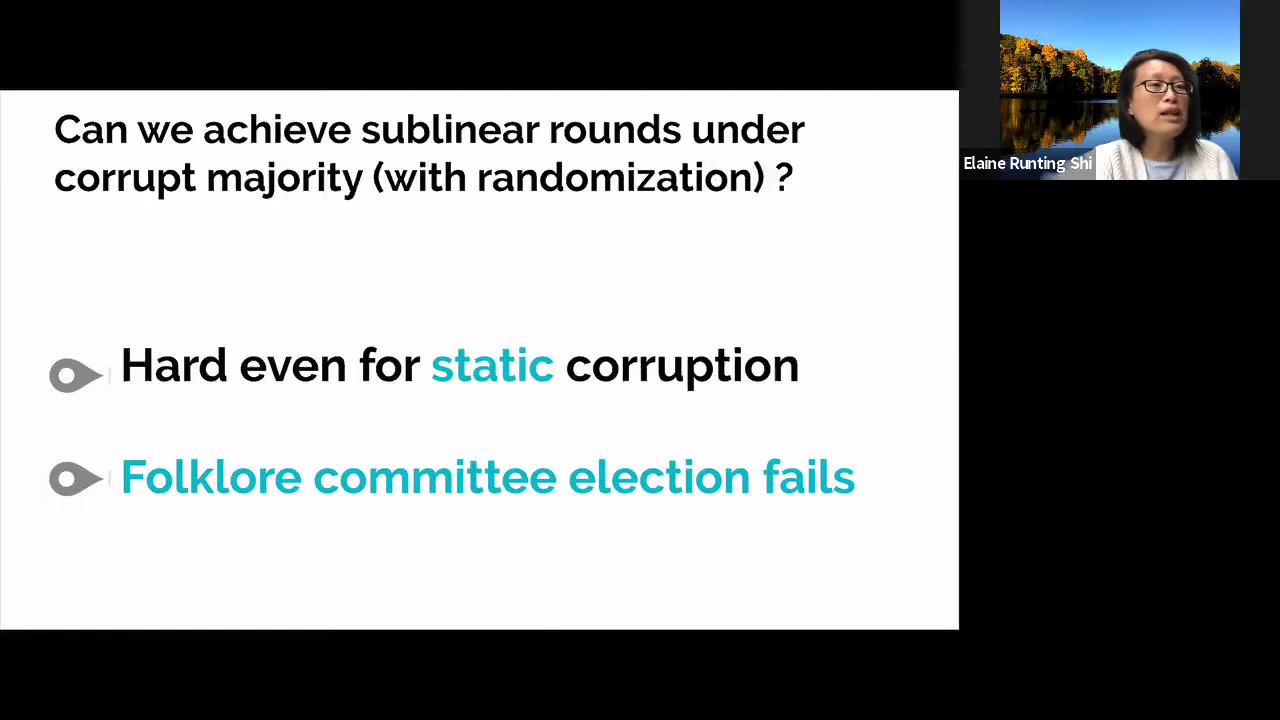 Can we achieve sublinear rounds under
corrupt majority (with randomization) ?
Hard even for static corruption
Folklore committee election fails
Elaine Runting Shi